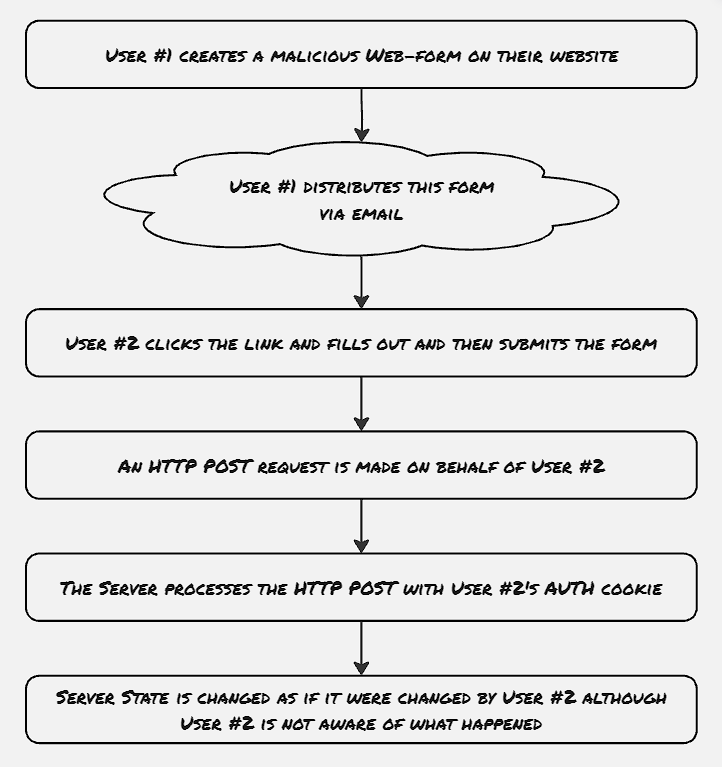 User #1 creates a malicious Web-form on their website
User #1 distributes this form
via email
User #2 clicks the link and fills out and then submits the form
An HTTP POST request is made on behalf of User #2
The Server processes the HTTP POST with User #2's AUTH cookie
Server State is changed as if it were changed by User #2 although
User #2 is not aware of what happened